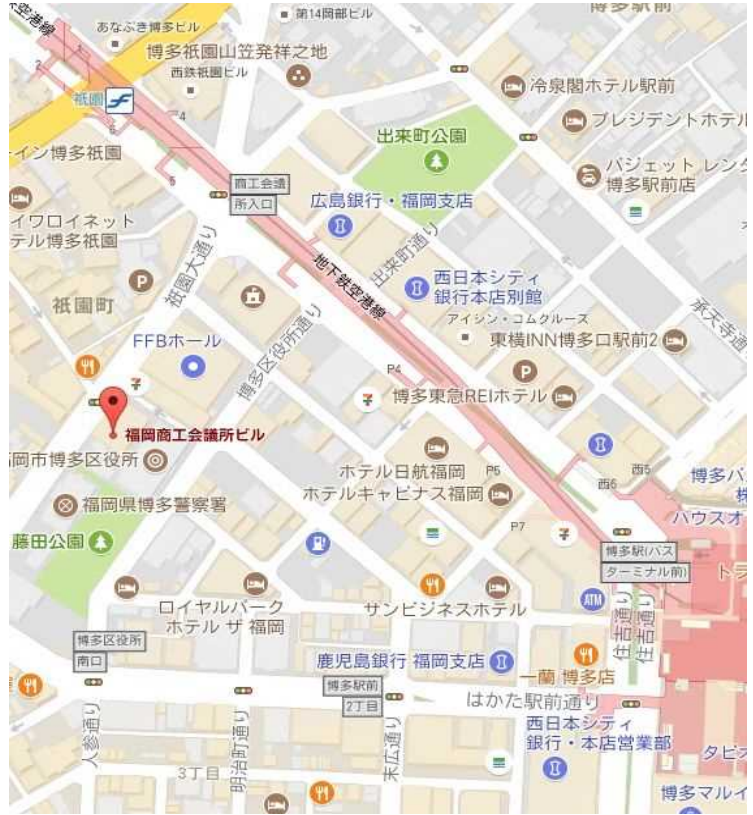 第14岡部ビル
博多駅前
あなぶき博多ビル
博多祇園山笠発祥之地
西鉄祇園ビル
冷泉閣ホテル駅前
祇園
2
4
5
プレジデントホテル
出来町公園
イン博多祇園
バジェット レンタ
博多駅前店
商工会議
所入口
広島銀行・福岡支店
イワロイネット
テル博多祇園
祇園大通り
出来町通り
地下鉄空港線
西日本シティ
銀行本店別館
祇園町
承天寺通
アイシン・コムクルーズ
FFBホール
博多区役所通り
東横INN博多口駅前2
P4
博多東急REIホテル
福岡商工会議所ビル
岡市博多区役所
ホテル日航福岡
P5
西5
西6
博多バ
ホテルキャビナス福岡
福岡県博多警察署
P7
パウスオ
藤田公園
博多駅(バス
ターミナル前)
トラ
ロイヤルパーク
ホテル ザ 福岡
サンビジネスホテル
ATM
住吉通り
住吉通り
博多区役所
南口
鹿児島銀行 福岡支店
一蘭 博多店
博多駅前
2丁目
はかた駅前通り
西日本シティ
銀行・本店営業部
人参通り
明治町通り
末広通り
3丁目
タピオ
博多マルイ